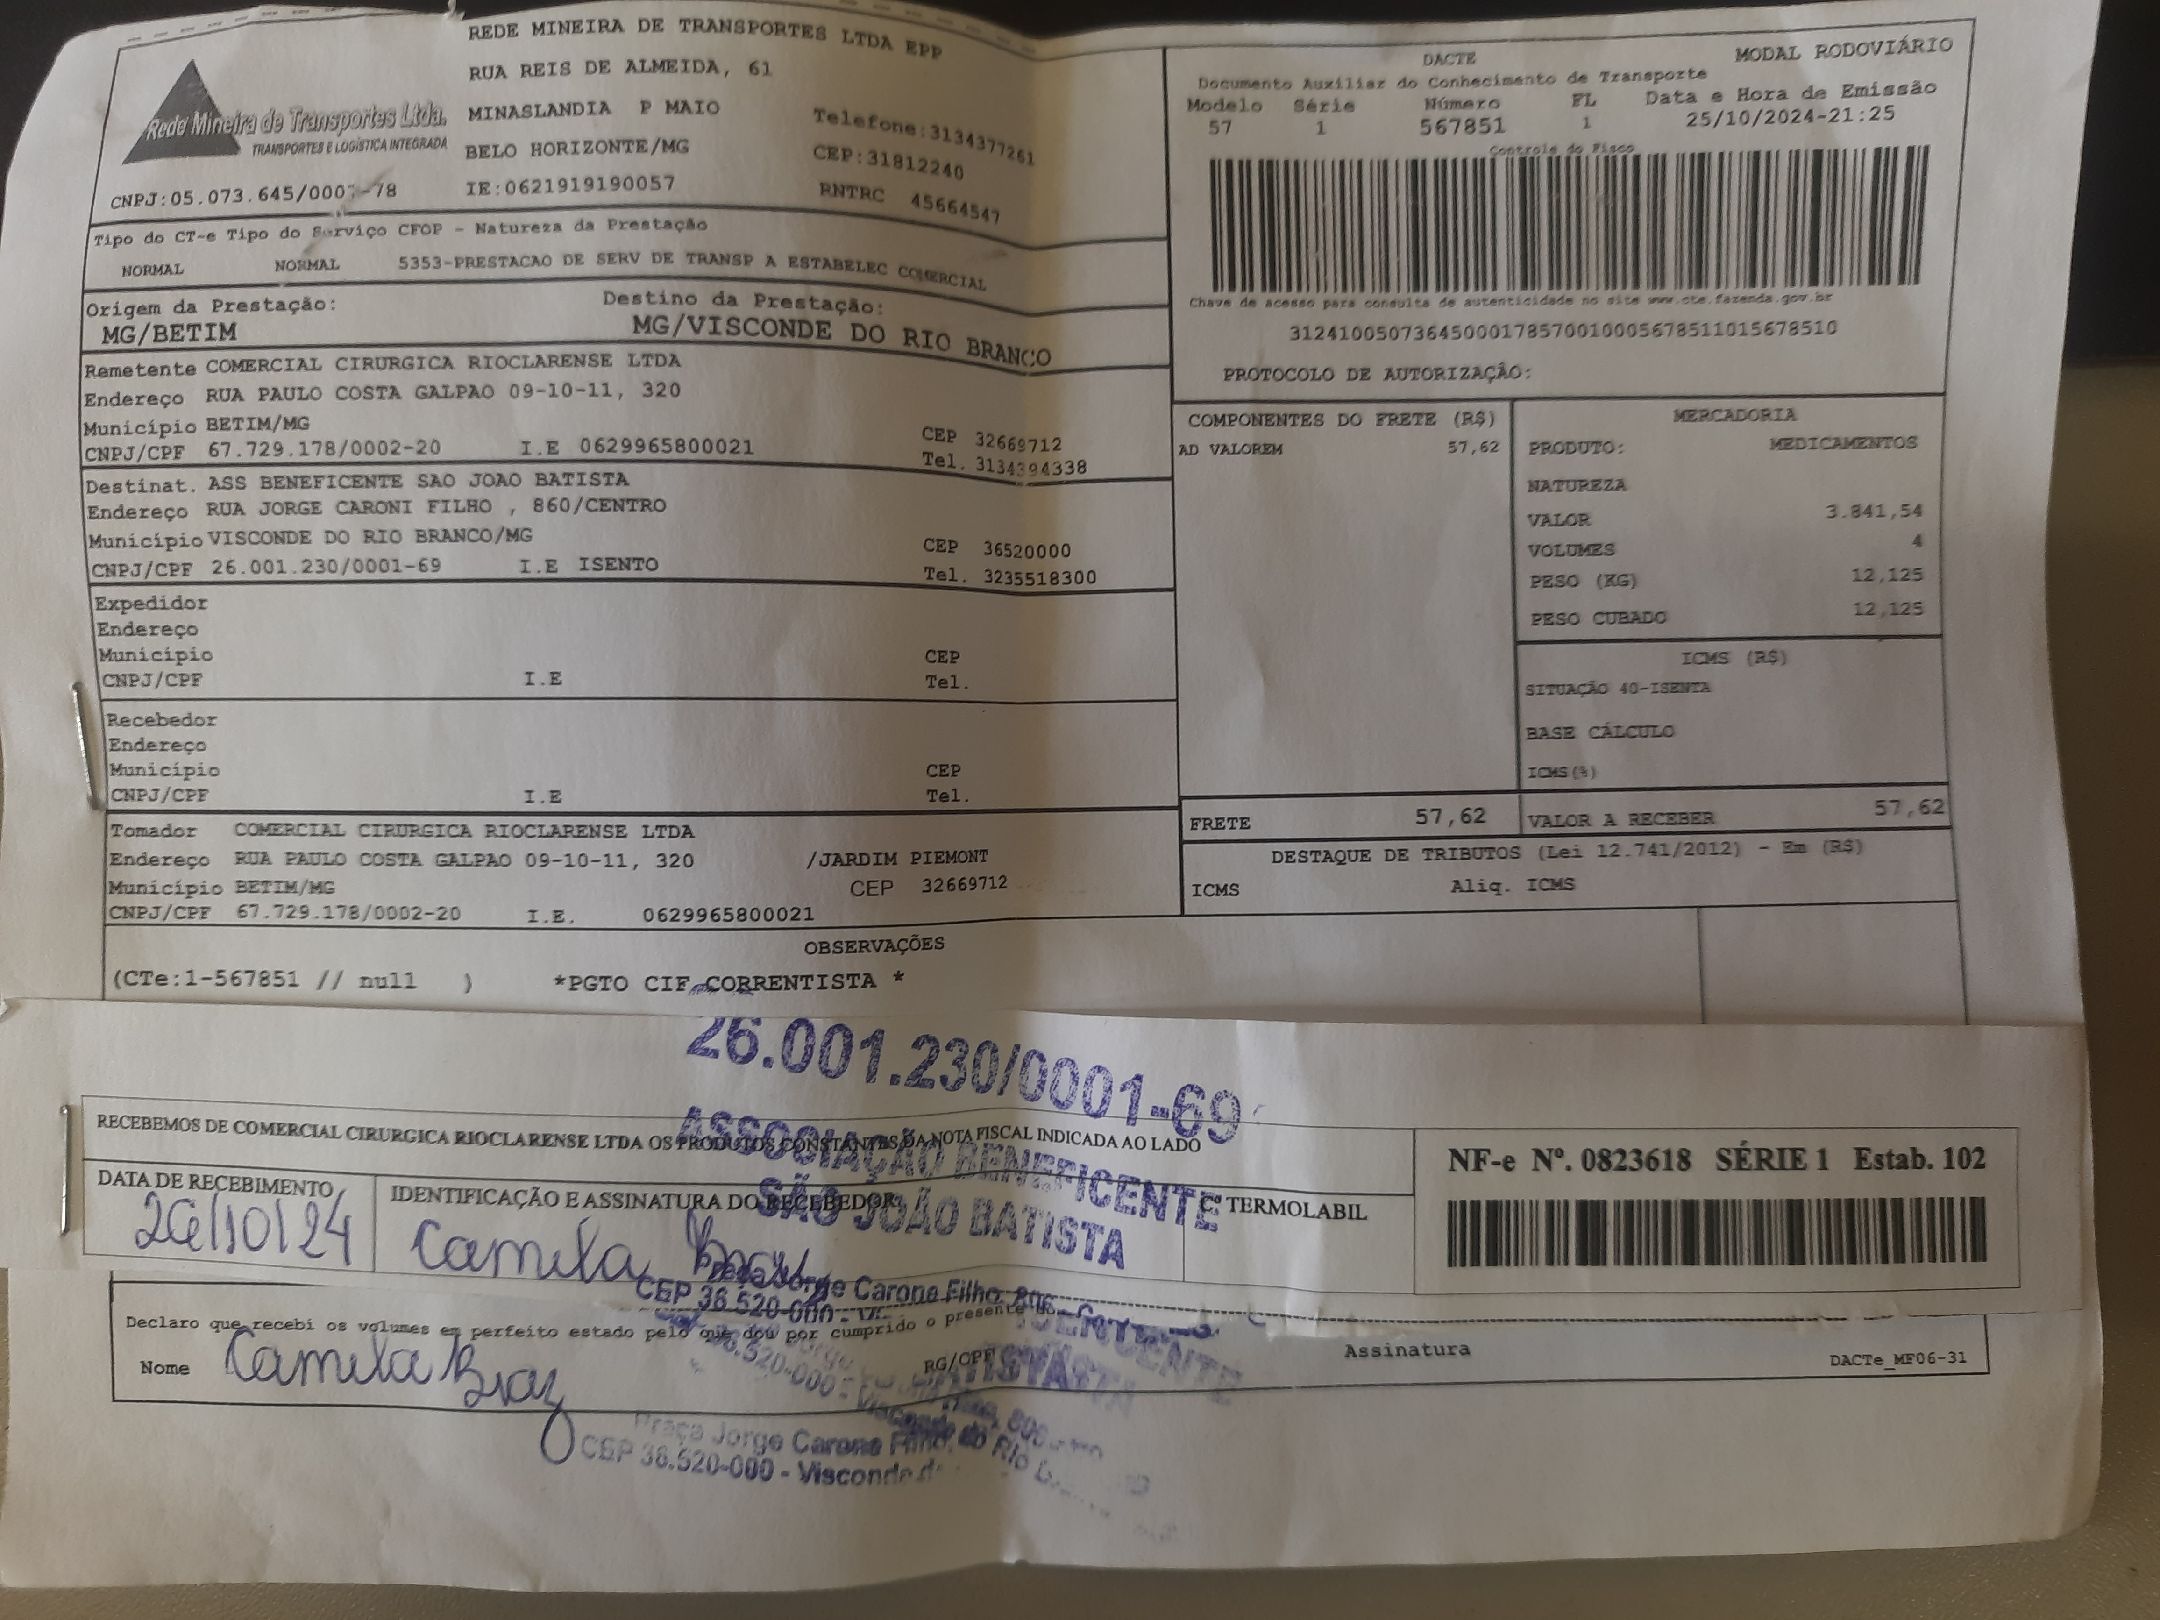 REDE MINEIRA DE TRANSPORTES LTDA EPP
RUA REIS DE ALMEIDA, 61
MINASLANDIA P MAIO
Telefone:3134377261
BELO HORIZONTE/MG
CEP:31812240
IE:0621919190057
RNTRC 45664547
Rede Mineira de Transportes Ltda.
TRANSPORTES E LOGÍSTICA INTEGRADA
CNPJ:05.073.645/0001-78
Tipo do CT-e Tipo do Serviço CFOP - Natureza da Prestação
NORMAL NORMAL 5353-PRESTACAO DE SERV DE TRANSP A ESTABELEC COMERCIAL
Origem da Prestação: Destino da Prestação:
MG/BETIM MG/VISCONDE DO RIO BRANCO
Remetente COMERCIAL CIRURGICA RIOCLARENSE LTDA
Endereço RUA PAULO COSTA GALPAO 09-10-11, 320
Município BETIM/MG CEP 32669712
CNPJ/CPF 67.729.178/0002-20 I.E 0629965800021 Tel. 3134394338
Destinat. ASS BENEFICENTE SAO JOAO BATISTA
Endereço RUA JORGE CARONI FILHO , 860/CENTRO
Município VISCONDE DO RIO BRANCO/MG CEP 36520000
CNPJ/CPF 26.001.230/0001-69 I.E ISENTO Tel. 3235518300
Expedidor
Endereço
Município CEP
CNPJ/CPF I.E Tel.
Recebedor
Endereço
Município CEP
CNPJ/CPF I.E Tel.
Tomador COMERCIAL CIRURGICA RIOCLARENSE LTDA
Endereço RUA PAULO COSTA GALPAO 09-10-11, 320 /JARDIM PIEMONT
Município BETIM/MG CEP 32669712
CNPJ/CPF 67.729.178/0002-20 I.E. 0629965800021
DACTE MODAL RODOVIÁRIO
Documento Auxiliar do Conhecimento de Transporte
Modelo Série Número FL Data e Hora de Emissão
57 1 567851 1 25/10/2024-21:25
Controle do Fisco
Chave de acesso para consulta de autenticidade no site www.cte.fazenda.gov.br
31241005073645000178570010005678511015678510
PROTOCOLO DE AUTORIZAÇÃO:
COMPONENTES DO FRETE (R$)
AD VALOREM 57,62
MERCADORIA
PRODUTO: MEDICAMENTOS
NATUREZA
VALOR 3.841,54
VOLUMES 4
PESO (KG) 12,125
PESO CUBADO 12,125
ICMS (R$)
SITUAÇÃO 40-ISENTA
BASE CÁLCULO
ICMS(%)
FRETE 57,62 VALOR A RECEBER 57,62
DESTAQUE DE TRIBUTOS (Lei 12.741/2012) - Em (R$)
ICMS Aliq. ICMS
OBSERVAÇÕES
(CTe:1-567851 // null ) *PGTO CIF CORRENTISTA *
26.001.230/0001-69
RECEBEMOS DE COMERCIAL CIRURGICA RIOCLARENSE LTDA OS PRODUTOS CONSTANTES DA NOTA FISCAL INDICADA AO LADO
ASSOCIAÇÃO BENEFICENTE
SÃO JOÃO BATISTA
NF-e Nº. 0823618 SÉRIE 1 Estab. 102
DATA DE RECEBIMENTO IDENTIFICAÇÃO E ASSINATURA DO RECEBEDOR Cº TERMOLABIL
26/10/24 Camila Braz
Praça Jorge Carone Filho,
CEP 36.520-000
Declaro que recebi os volumes em perfeito estado pelo que dou por cumprido o presente
Nome Camila Braz RG/CPF Assinatura DACTe_MF06-31
Praça Jorge Carone Filho,
CEP 36.520-000 - Visconde